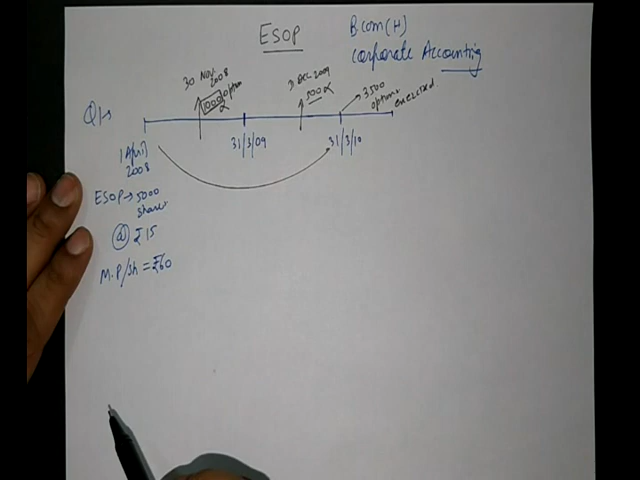 ESOP
B.com(H)
Corporate Accounting
Q1→
30 NOV
2008
1000 option
31 DEC 2009
500
3500
options
exercised
1 April
2008
31/3/09
31/3/10
ESOP → 5000
shares
@ ₹15
M.P/Sh = ₹60